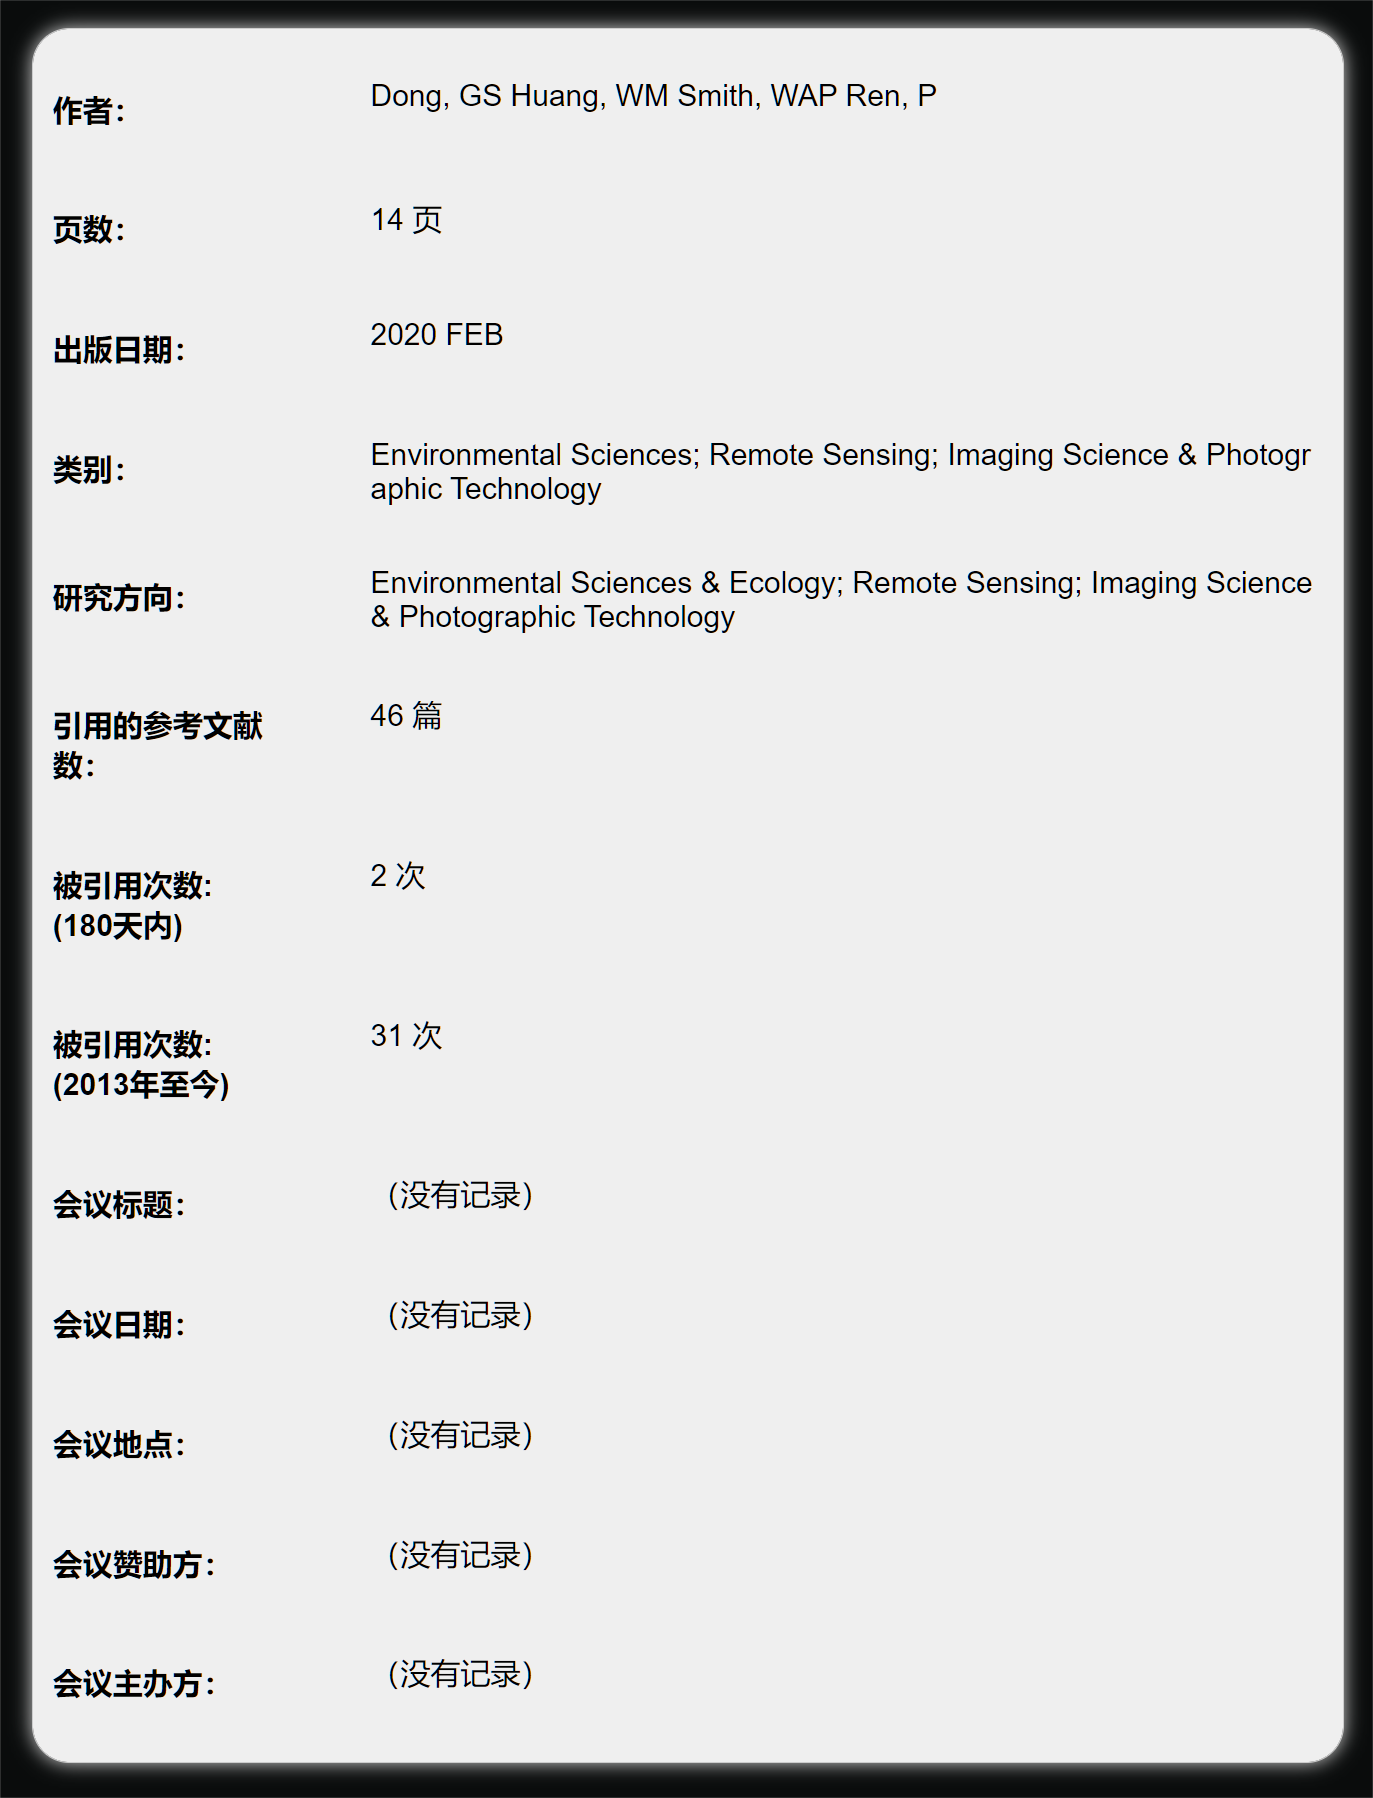 作者：
Dong, GS Huang, WM Smith, WAP Ren, P
页数：
14 页
出版日期：
2020 FEB
类别：
Environmental Sciences; Remote Sensing; Imaging Science & Photogr
aphic Technology
研究方向：
Environmental Sciences & Ecology; Remote Sensing; Imaging Science
& Photographic Technology
引用的参考文献
数：
46 篇
被引用次数:
(180天内)
2 次
被引用次数:
(2013年至今)
31 次
会议标题：
（没有记录）
会议日期：
（没有记录）
会议地点：
（没有记录）
会议赞助方：
（没有记录）
会议主办方：
（没有记录）